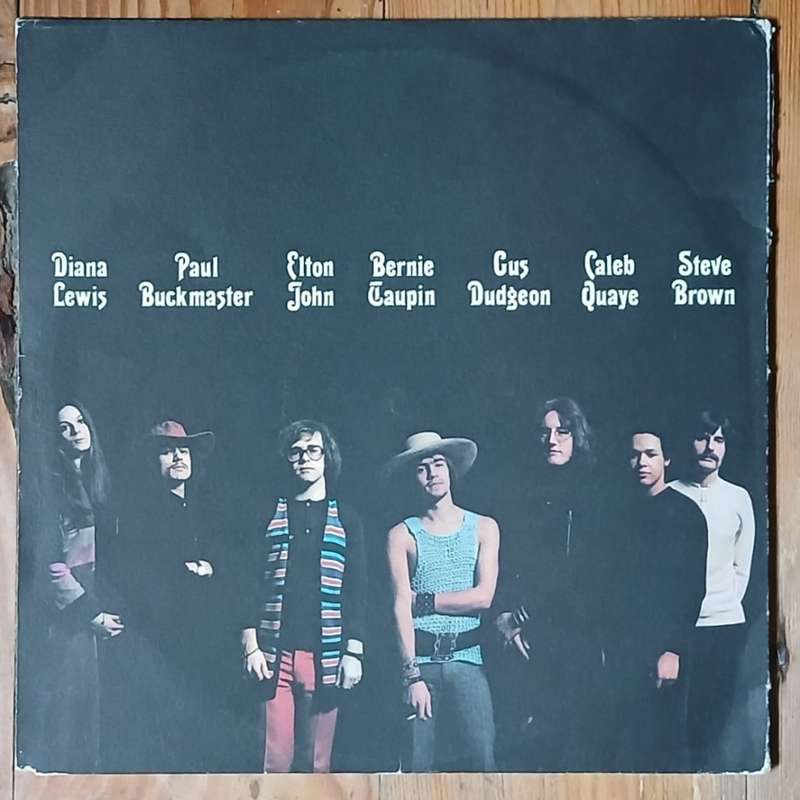 Diana Paul Elton Bernie Gus Caleb Steve
Lewis Buckmaster John Taupin Dudgeon Quaye Brown